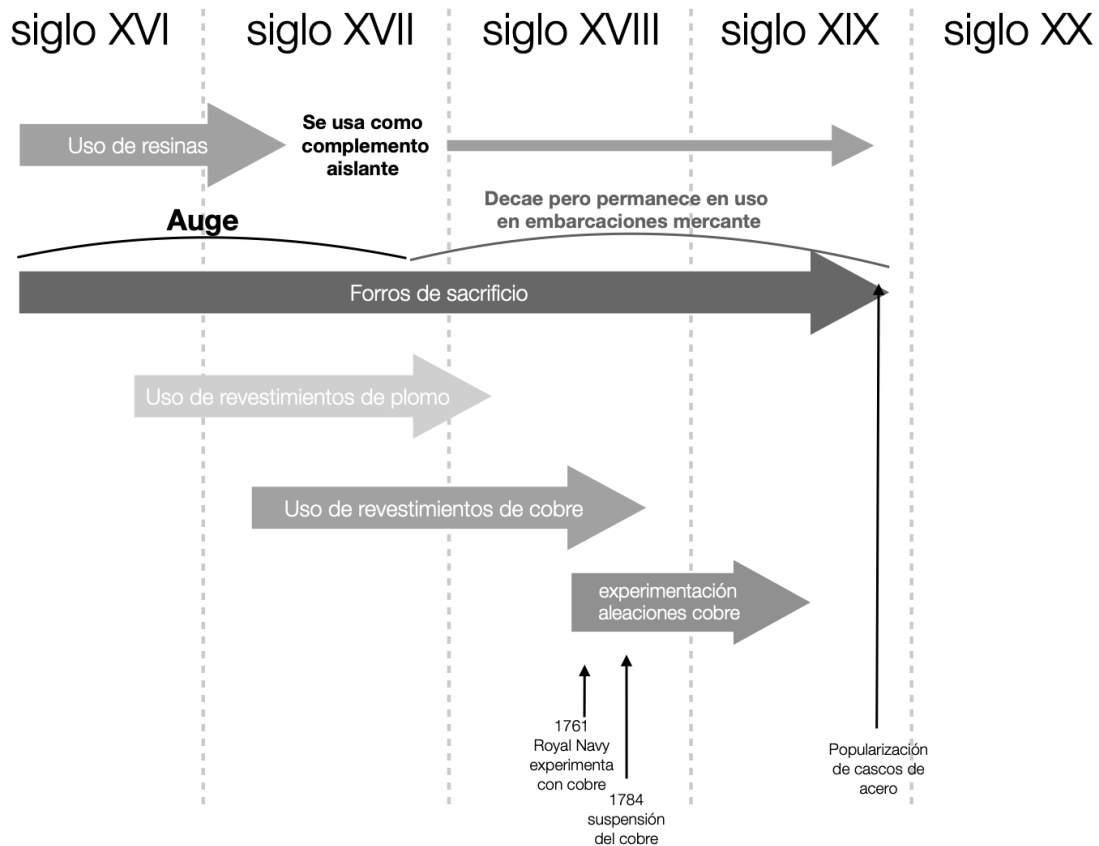 siglo XVI
siglo XVII
siglo XVIII
siglo XIX
siglo XX
Uso de resinas
Se usa como
complemento
aislante
Auge
Decae pero permanece en uso
en embarcaciones mercante
Forros de sacrificio
Uso de revestimientos de plomo
Uso de revestimientos de cobre
experimentación
aleaciones cobre
1761
Royal Navy
experimenta
con cobre
1784
suspensión
del cobre
Popularización
de cascos de
acero